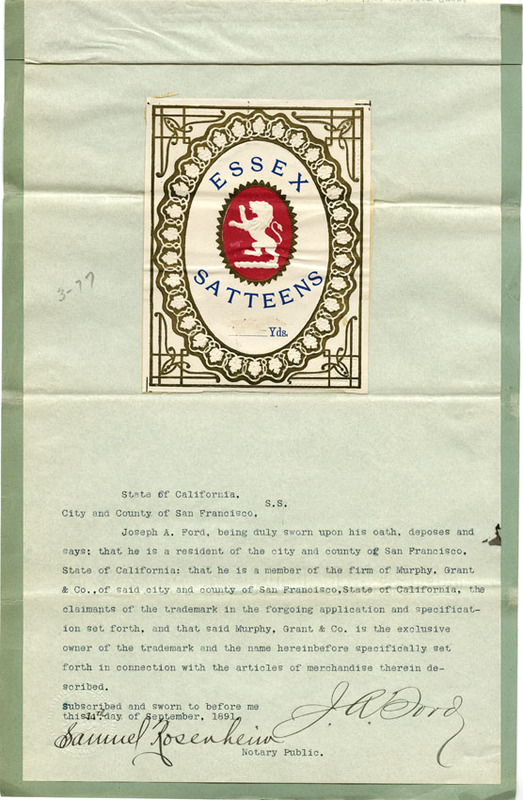 ESSEX
SATTEENS
Yds.
3-77
State of California,
S.S.
City and County of San Francisco,
Joseph A. Ford, being duly sworn upon his oath, deposes and
says; that he is a resident of the city and county of San Francisco,
State of California: that he is a member of the firm of Murphy, Grant
& Co.,of said city and county of San Francisco,State of California, the
claimants of the trademark in the forgoing application and specificat-
ion set forth, and that said Murphy, Grant & Co. is the exclusive
owner of the trademark and the name hereinbefore specifically set
forth in connection with the articles of merchandise therein de-
scribed.
Subscribed and sworn to before me
this day of September, 1891.
J. A. Ford
Samuel Rosenheim
Notary Public.